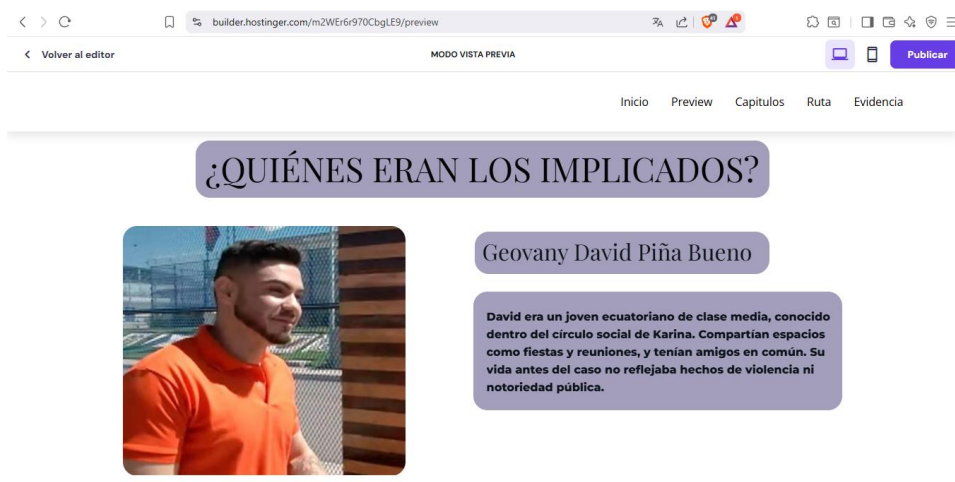 builder.hostinger.com/m2WEr6r970CbgLE9/preview
Volver al editor
MODO VISTA PREVIA
Publicar
Inicio Preview Capitulos Ruta Evidencia
¿QUIÉNES ERAN LOS IMPLICADOS?
Geovany David Piña Bueno
David era un joven ecuatoriano de clase media, conocido
dentro del círculo social de Karina. Compartían espacios
como fiestas y reuniones, y tenían amigos en común. Su
vida antes del caso no reflejaba hechos de violencia ni
notoriedad pública.